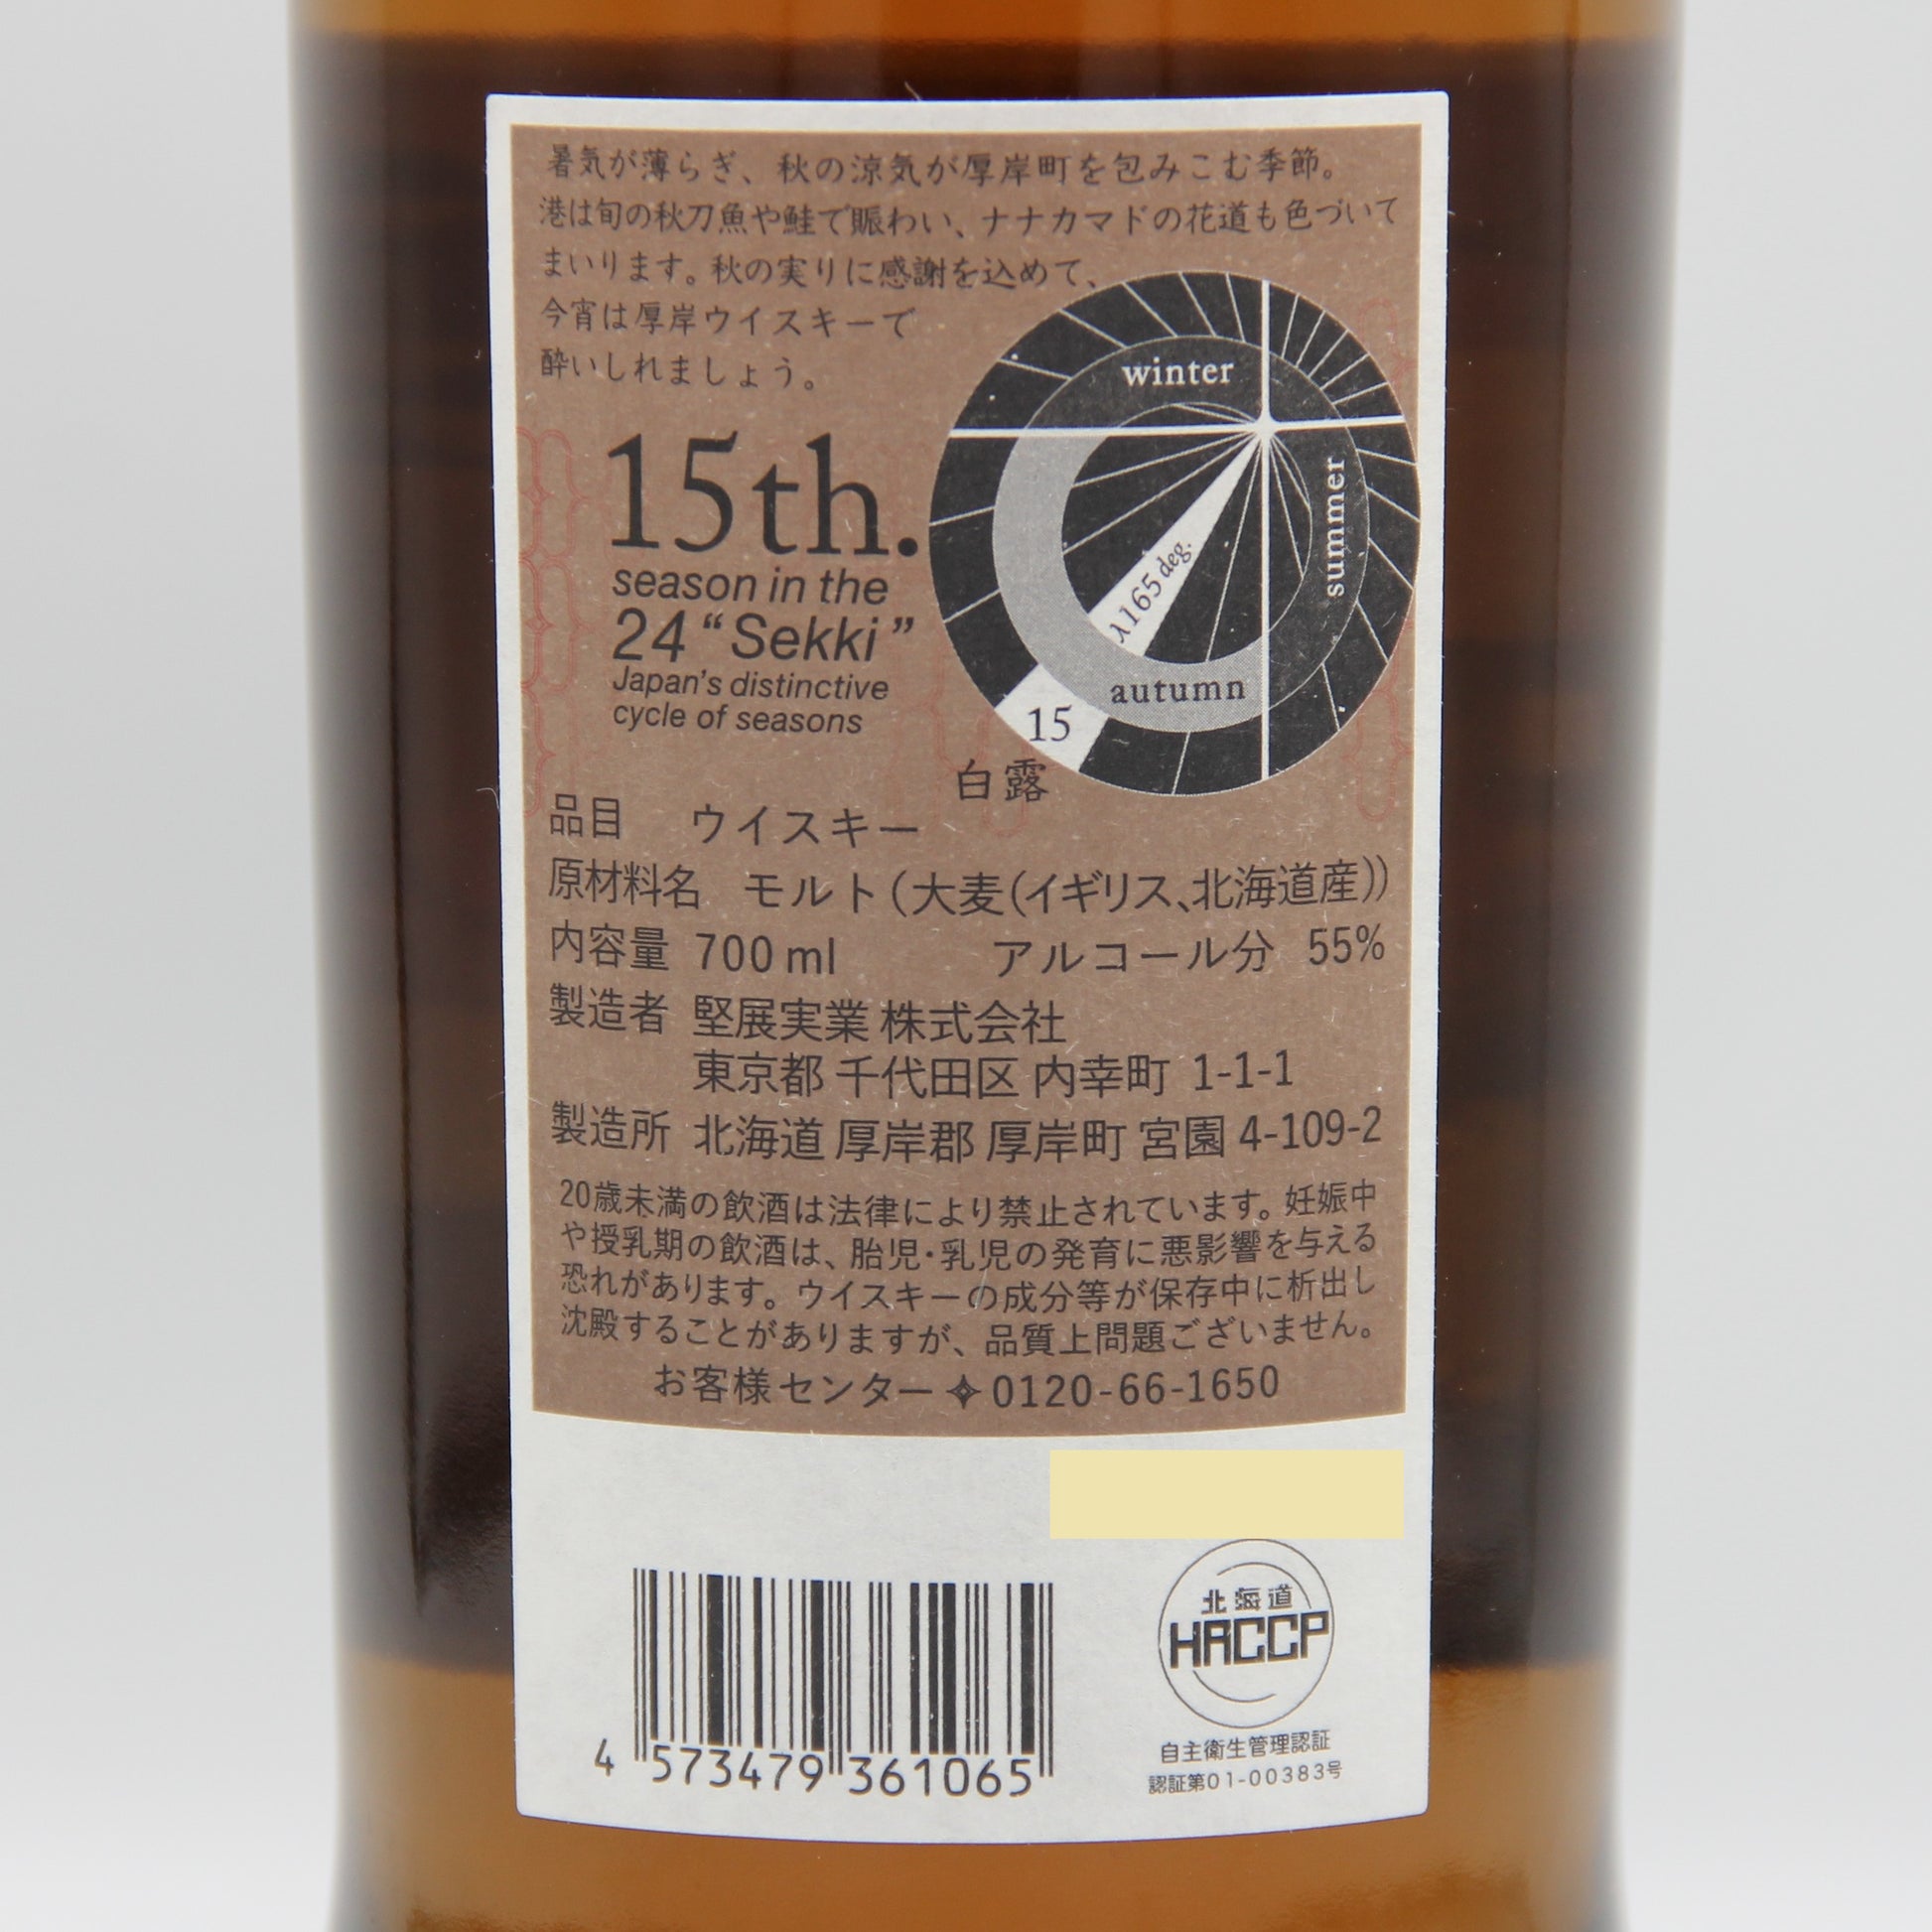 暑気が薄らぎ、秋の涼気が厚岸町を包みこむ季節。
港は旬の秋刀魚や鮭で賑わい、ナナカマドの花道も色づいて
まいります。秋の実りに感謝を込めて、
今宵は厚岸ウイスキーで
酔いしれましょう。
winter
summer
autumn
λ165 deg.
15
白露
15th.
season in the
24 “Sekki”
Japan's distinctive
cycle of seasons
品目 ウイスキー
原材料名 モルト(大麦(イギリス、北海道産))
内容量 700 ml アルコール分 55%
製造者 堅展実業 株式会社
東京都 千代田区 内幸町 1-1-1
製造所 北海道 厚岸郡 厚岸町 宮園 4-109-2
20歳未満の飲酒は法律により禁止されています。妊娠中
や授乳期の飲酒は、胎児・乳児の発育に悪影響を与える
恐れがあります。ウイスキーの成分等が保存中に析出し
沈殿することがありますが、品質上問題ございません。
お客様センター✧0120-66-1650
北海道
HACCP
自主衛生管理認証
認証第01-00383号
4 573479 361065